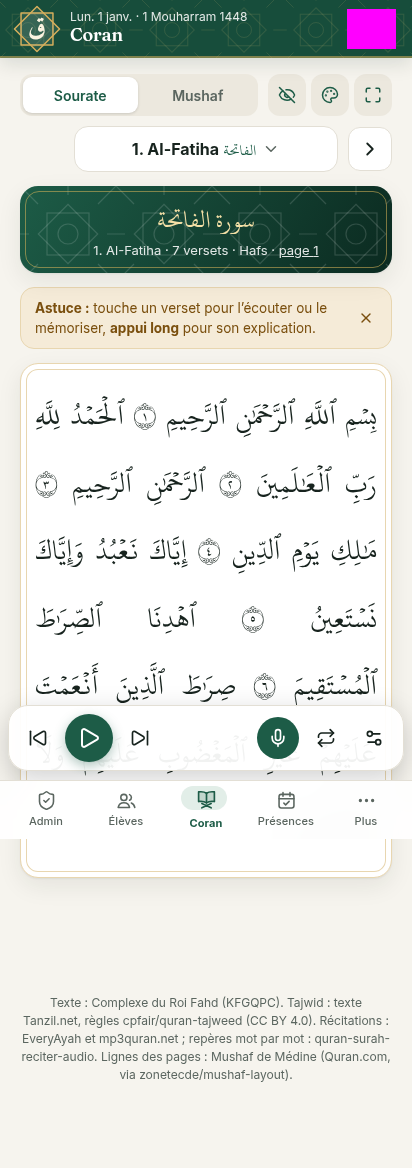 ق
Lun. 1 janv. · 1 Mouharram 1448
Coran
Sourate
Mushaf
1. Al-Fatiha الفاتحة
سورة الفاتحة
1. Al-Fatiha · 7 versets · Hafs · page 1
Astuce : touche un verset pour l’écouter ou le
mémoriser, appui long pour son explication.
بِسْمِ ٱللَّهِ ٱلرَّحْمَٰنِ ٱلرَّحِيمِ ١ ٱلْحَمْدُ لِلَّهِ
رَبِّ ٱلْعَٰلَمِينَ ٢ ٱلرَّحْمَٰنِ ٱلرَّحِيمِ ٣
مَٰلِكِ يَوْمِ ٱلدِّينِ ٤ إِيَّاكَ نَعْبُدُ وَإِيَّاكَ
نَسْتَعِينُ ٥ ٱهْدِنَا ٱلصِّرَٰطَ
ٱلْمُسْتَقِيمَ ٦ صِرَٰطَ ٱلَّذِينَ أَنْعَمْتَ
Admin
Élèves
Coran
Présences
Plus
Texte : Complexe du Roi Fahd (KFGQPC). Tajwid : texte
Tanzil.net, règles cpfair/quran-tajweed (CC BY 4.0). Récitations :
EveryAyah et mp3quran.net ; repères mot par mot : quran-surah-
reciter-audio. Lignes des pages : Mushaf de Médine (Quran.com,
via zonetecde/mushaf-layout).